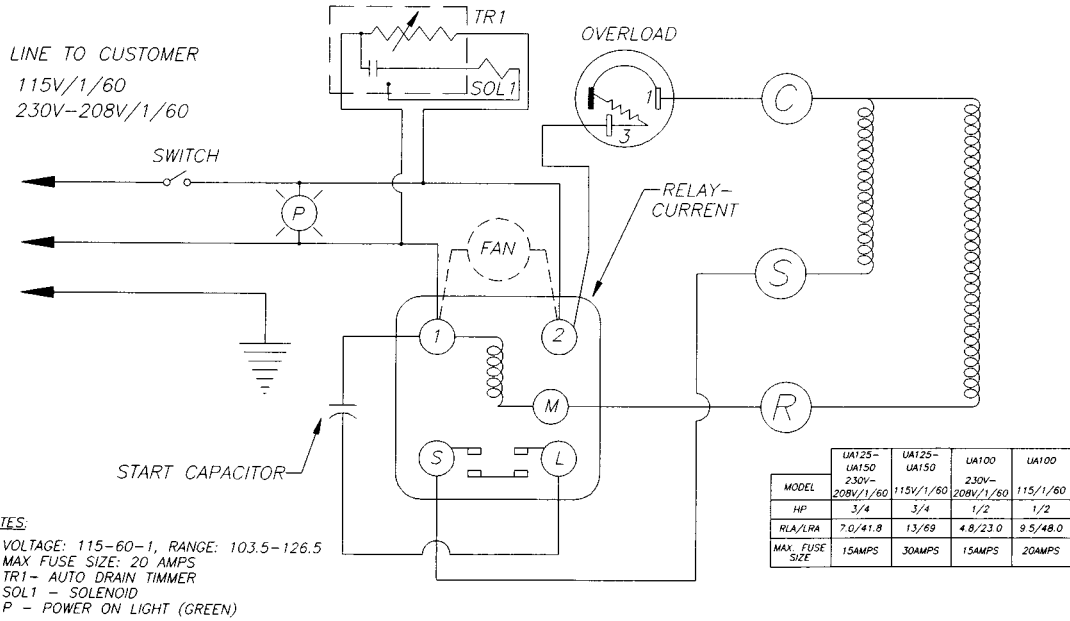 LINE TO CUSTOMER
115V/1/60
230V-208V/1/60
TR1
SOL1
OVERLOAD
1
3
C
SWITCH
P
FAN
RELAY-
CURRENT
S
1
2
M
R
S
L
START CAPACITOR
TES:
VOLTAGE: 115-60-1, RANGE: 103.5-126.5
MAX FUSE SIZE: 20 AMPS
TR1- AUTO DRAIN TIMMER
SOL1 - SOLENOID
P - POWER ON LIGHT (GREEN)
MODEL UA125-UA150 230V-208V/1/60 UA125-UA150 115V/1/60 UA100 230V-208V/1/60 UA100 115/1/60
HP 3/4 3/4 1/2 1/2
RLA/LRA 7.0/41.8 13/69 4.8/23.0 9.5/48.0
MAX. FUSE SIZE 15AMPS 30AMPS 15AMPS 20AMPS